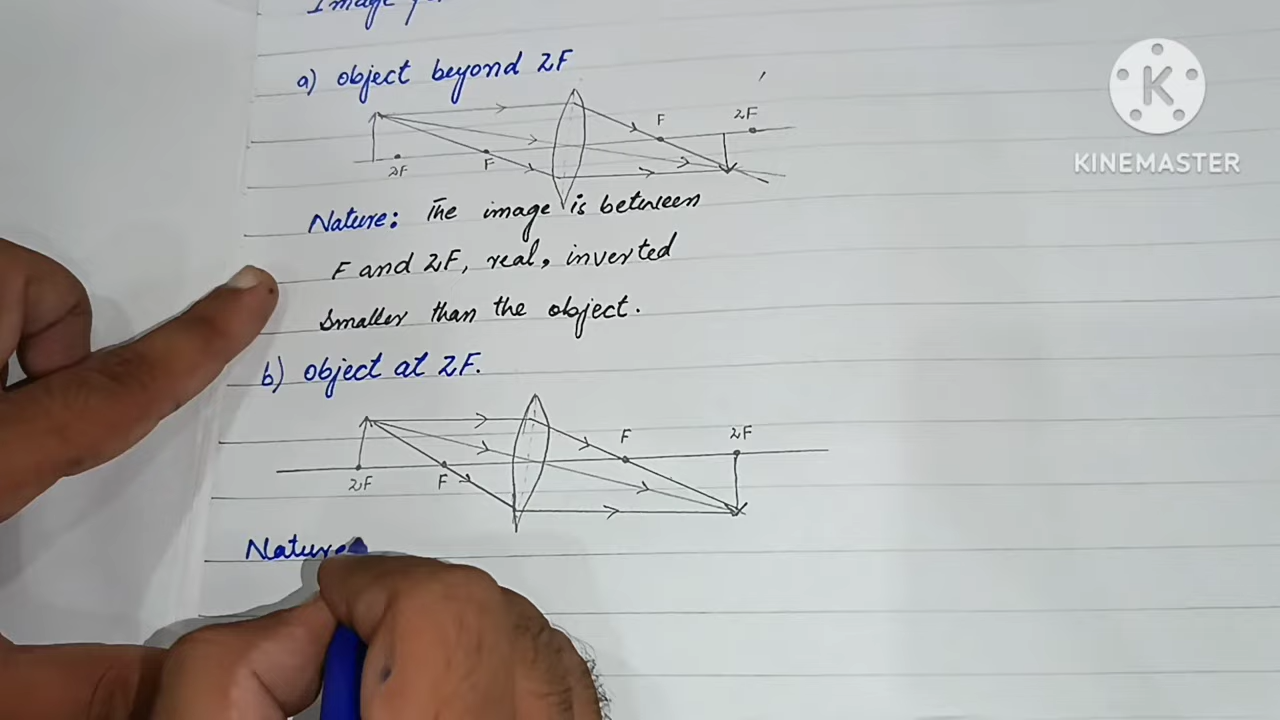 Image
a) object beyond 2F
F
2F
2F
F
Nature: The image is between
F and 2F, real, inverted
smaller than the object.
b) object at 2F.
F
2F
2F
F
Nature
K
KINEMASTER